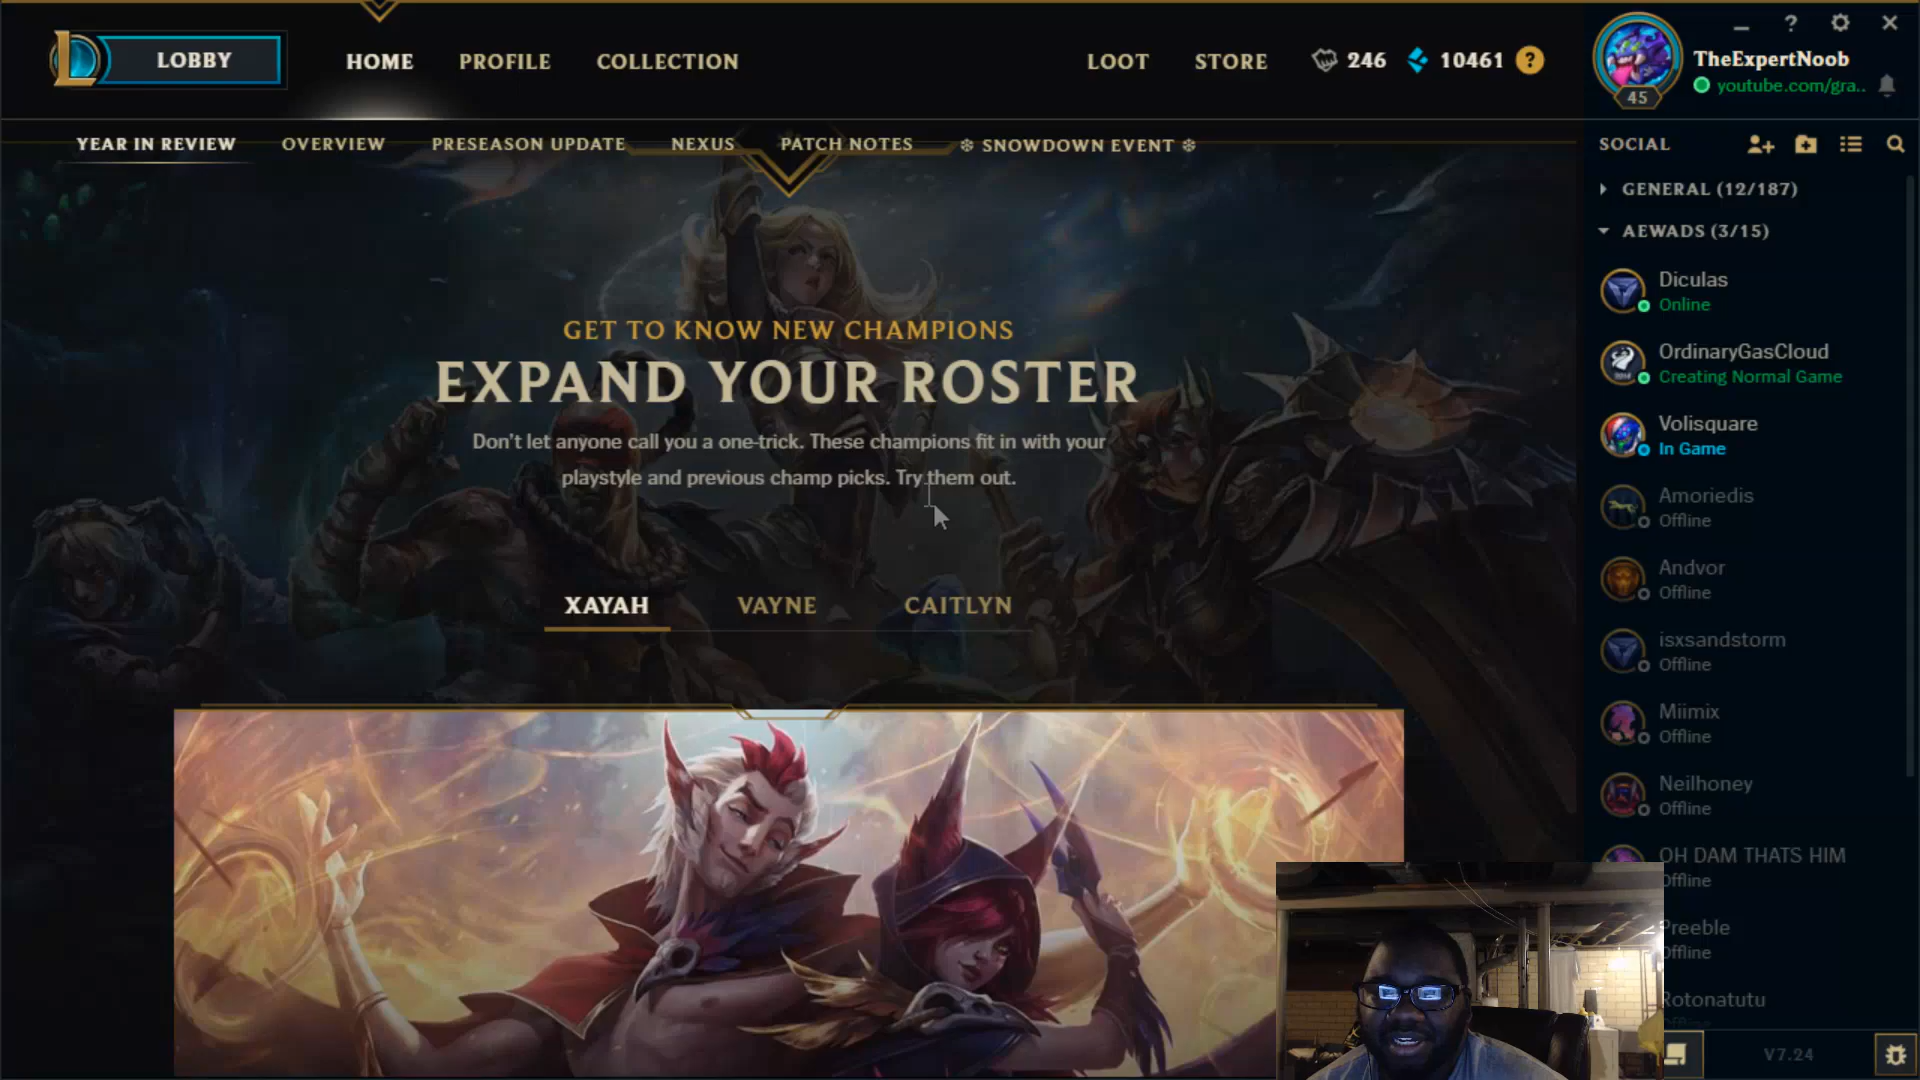 LOBBY
HOME
PROFILE
COLLECTION
LOOT
STORE
246
10461
?
?
45
TheExpertNoob
youtube.com/gra..
YEAR IN REVIEW
OVERVIEW
PRESEASON UPDATE
NEXUS
PATCH NOTES
❄ SNOWDOWN EVENT ❄
GET TO KNOW NEW CHAMPIONS
EXPAND YOUR ROSTER
Don't let anyone call you a one-trick. These champions fit in with your
playstyle and previous champ picks. Try them out.
XAYAH
VAYNE
CAITLYN
SOCIAL
GENERAL (12/187)
AEWADS (3/15)
Diculas
Online
OrdinaryGasCloud
Creating Normal Game
Volisquare
In Game
Amoriedis
Offline
Andvor
Offline
isxsandstorm
Offline
Miimix
Offline
Neilhoney
Offline
OH DAM THATS HIM
Offline
Preeble
Offline
Rotonatutu
V7.24